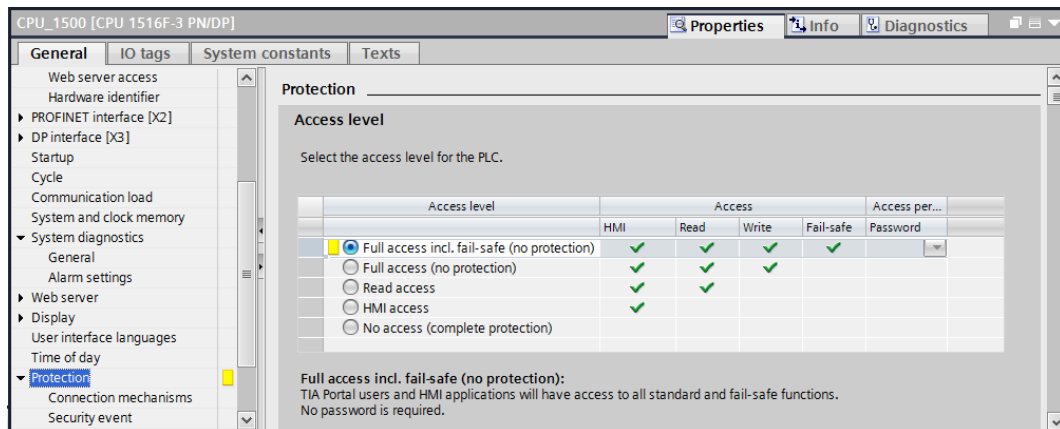 CPU_1500 [CPU 1516F-3 PN/DP]
Properties
Info
Diagnostics
General
IO tags
System constants
Texts
Web server access
Hardware identifier
PROFINET interface [X2]
DP interface [X3]
Startup
Cycle
Communication load
System and clock memory
System diagnostics
General
Alarm settings
Web server
Display
User interface languages
Time of day
Protection
Connection mechanisms
Security event
Protection
Access level
Select the access level for the PLC.
Access level Access Access per...
HMI Read Write Fail-safe Password
Full access incl. fail-safe (no protection)
Full access (no protection)
Read access
HMI access
No access (complete protection)
Full access incl. fail-safe (no protection):
TIA Portal users and HMI applications will have access to all standard and fail-safe functions.
No password is required.